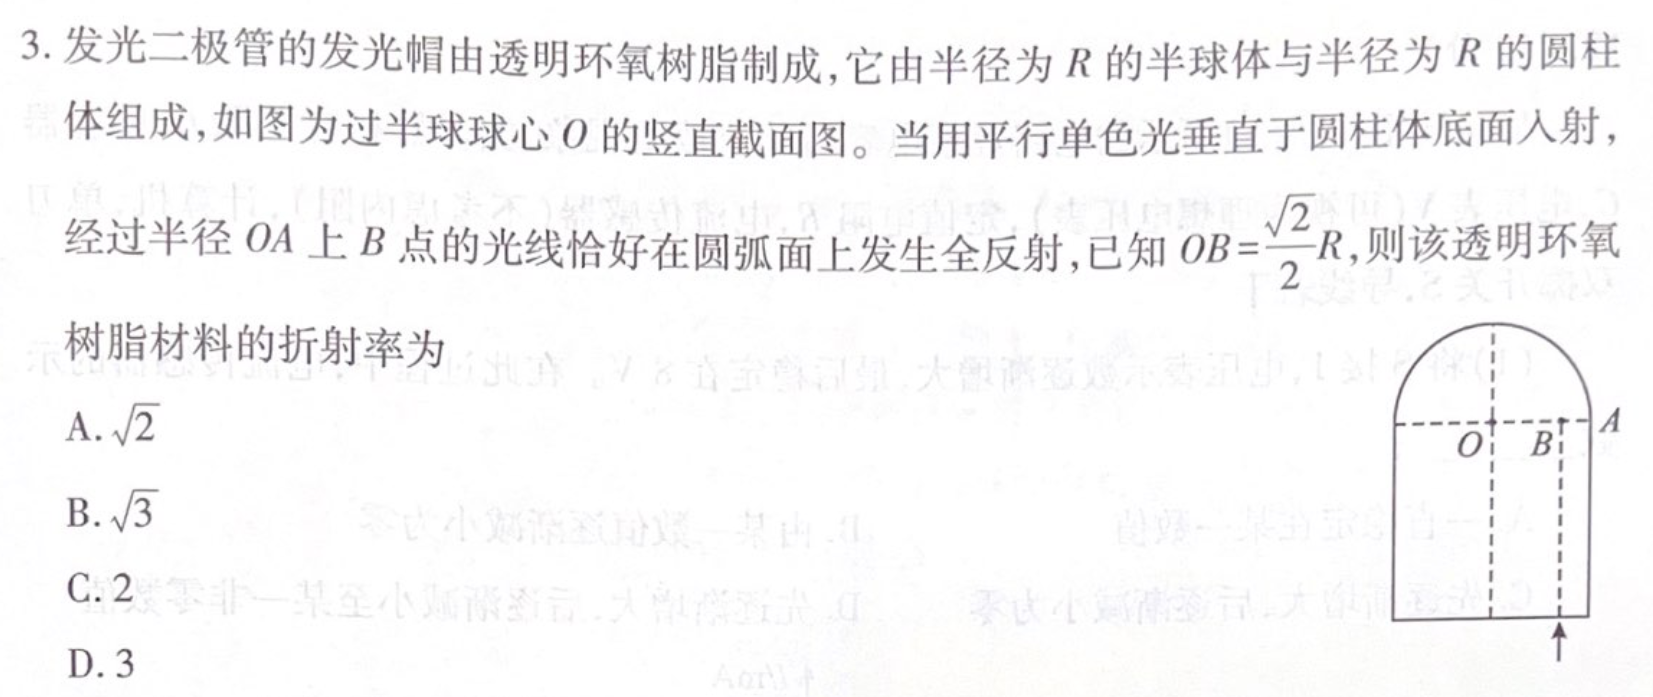 3. 发光二极管的发光帽由透明环氧树脂制成,它由半径为 R 的半球体与半径为 R 的圆柱
体组成,如图为过半球球心 O 的竖直截面图。当用平行单色光垂直于圆柱体底面入射,
经过半径 OA 上 B 点的光线恰好在圆弧面上发生全反射,已知 OB=\frac{\sqrt{2}}{2}R,则该透明环氧
树脂材料的折射率为
A. √2
B. √3
C. 2
D. 3
O B A